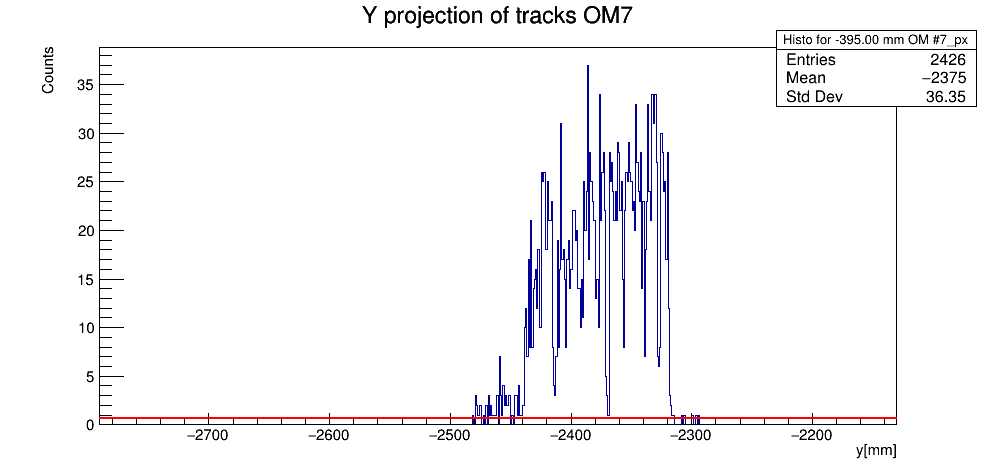 Y projection of tracks OM7
Histo for -395.00 mm OM #7_px
Entries 2426
Mean −2375
Std Dev 36.35
Counts
35
30
25
20
15
10
5
0
−2700 −2600 −2500 −2400 −2300 −2200
y[mm]